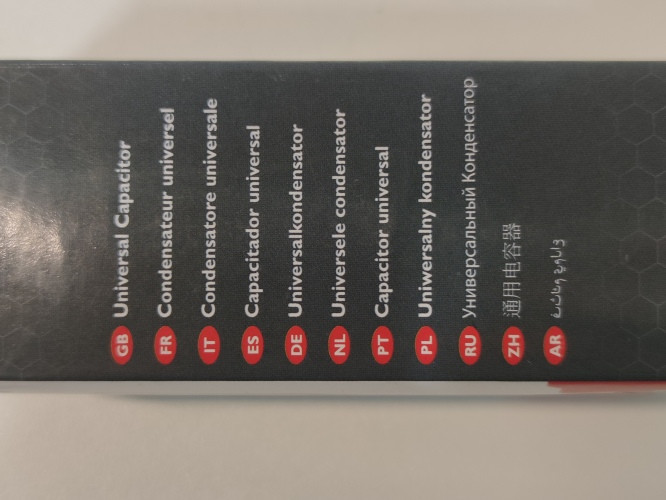 GB Universal Capacitor
FR Condensateur universel
IT Condensatore universale
ES Capacitador universal
DE Universalkondensator
NL Universele condensator
PT Capacitor universal
PL Uniwersalny kondensator
RU Универсальный Конденсатор
ZH 通用电容器
AR